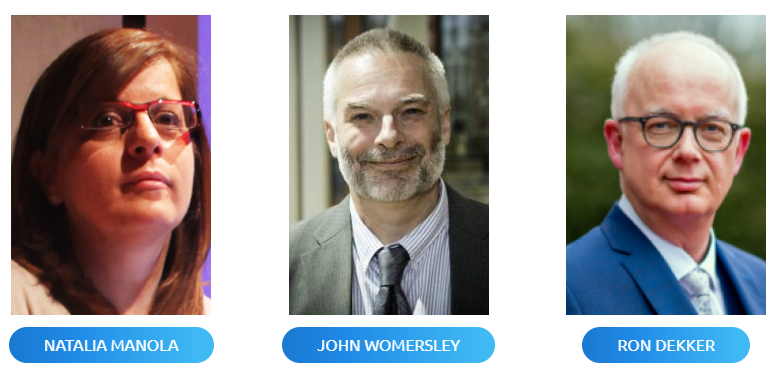 NATALIA MANOLA
JOHN WOMERSLEY
RON DEKKER